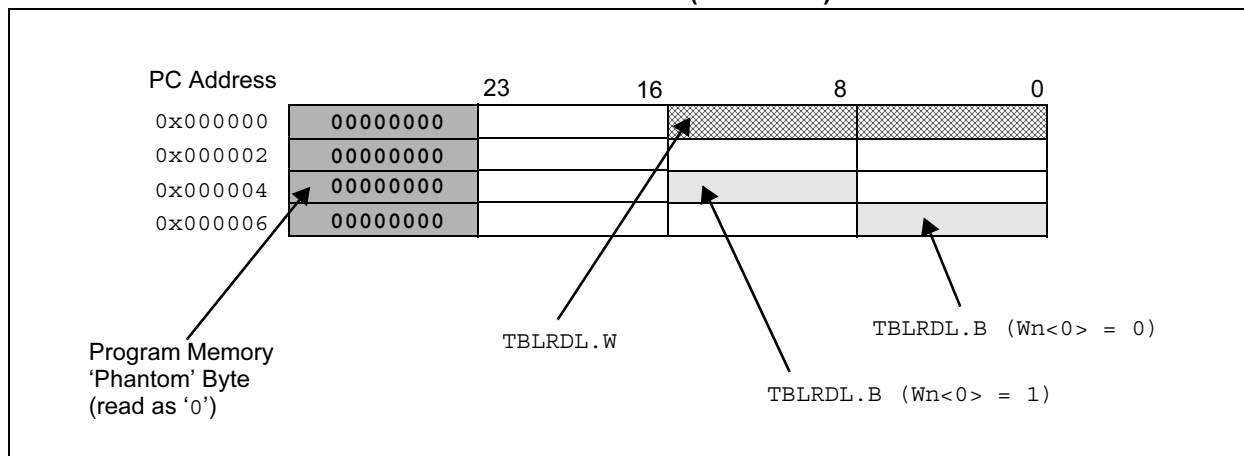 PC Address
23 16 8 0
0x000000 00000000
0x000002 00000000
0x000004 00000000
0x000006 00000000
TBLRDL.W
TBLRDL.B (Wn<0> = 0)
TBLRDL.B (Wn<0> = 1)
Program Memory
‘Phantom’ Byte
(read as ‘0’)